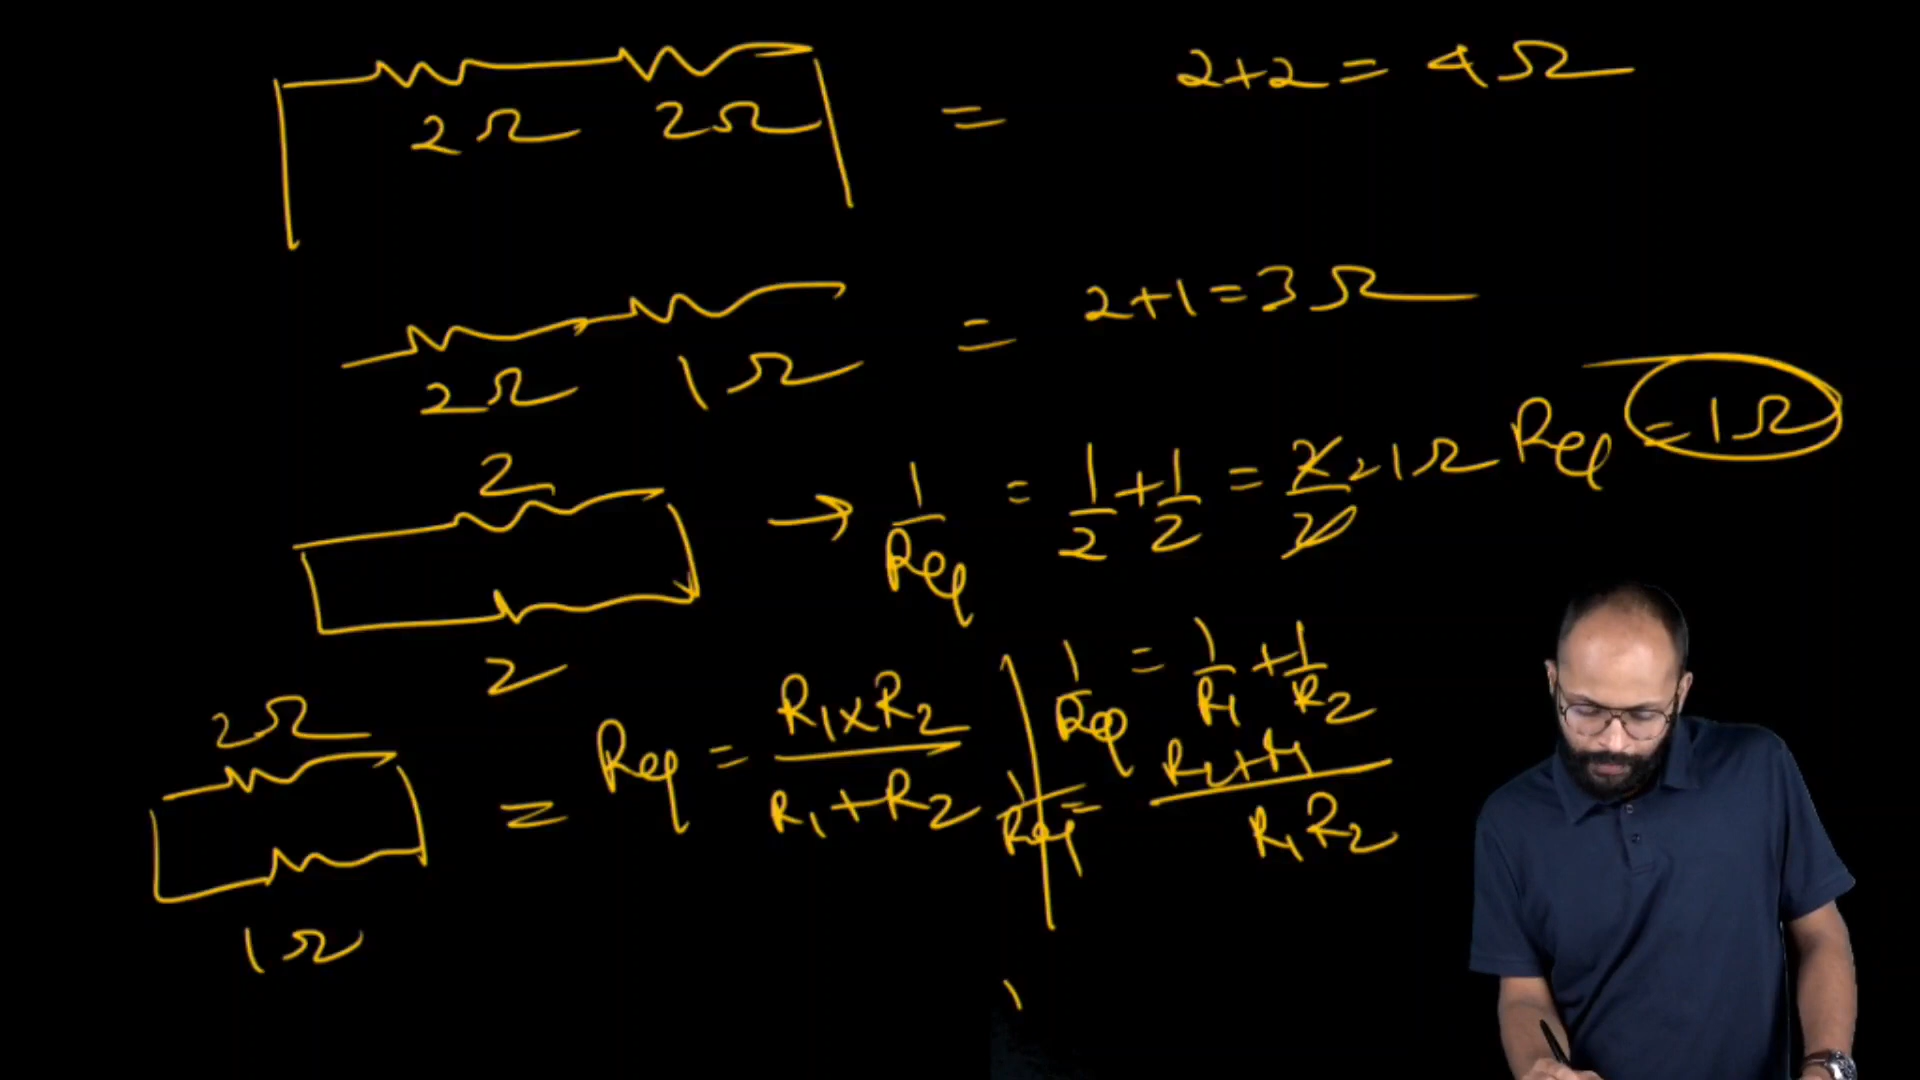 2Ω 2Ω = 2+2 = 4Ω
2Ω 1Ω = 2+1=3Ω
2
2
→ 1/Req = 1/2 + 1/2 = 2/2 = 1Ω Req = 1Ω
2Ω
1Ω
= Req = R1 x R2 / R1 + R2
1/Req = 1/R1 + 1/R2
1/Req = R2+R1 / R1 R2